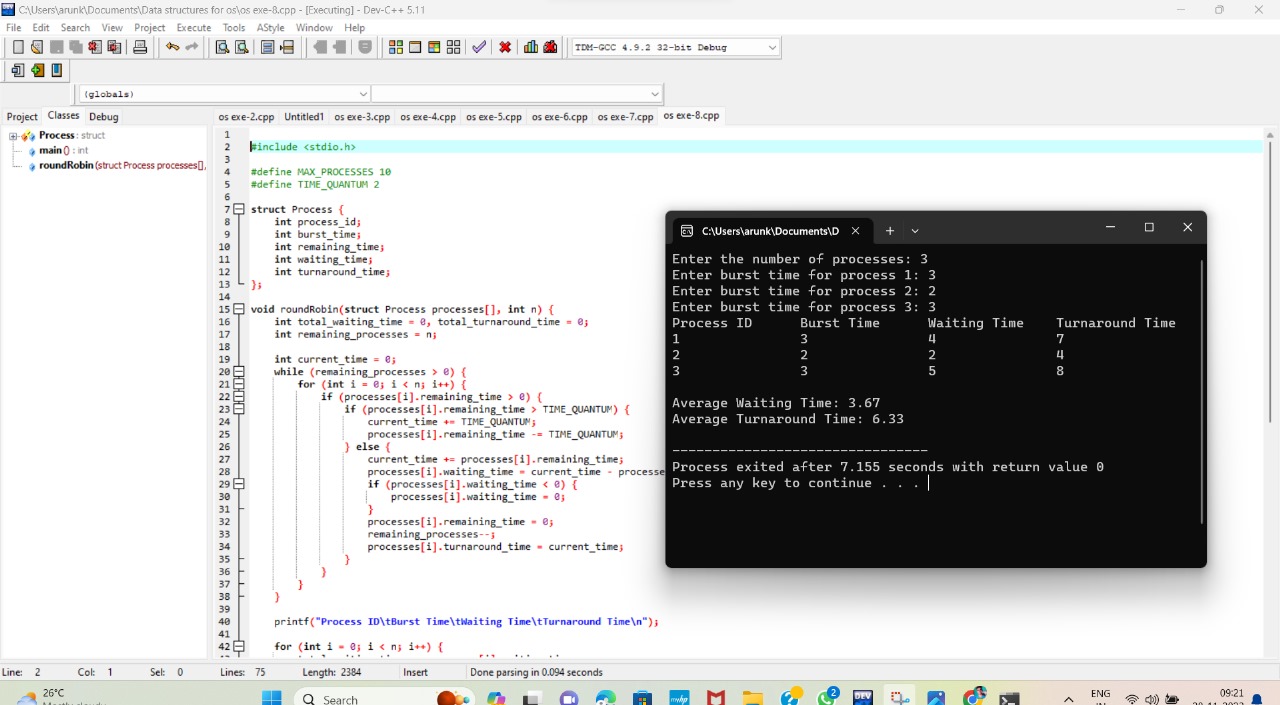 C:\Users\arunk\Documents\Data structures for os\os exe-8.cpp - [Executing] - Dev-C++ 5.11
File Edit Search View Project Execute Tools AStyle Window Help
TDM-GCC 4.9.2 32-bit Debug
(globals)
Project Classes Debug
os exe-2.cpp Untitled1 os exe-3.cpp os exe-4.cpp os exe-5.cpp os exe-6.cpp os exe-7.cpp os exe-8.cpp
Process : struct
main () : int
roundRobin (struct Process processes[],
1
2 #include <stdio.h>
3
4 #define MAX_PROCESSES 10
5 #define TIME_QUANTUM 2
6
7 struct Process {
8 int process_id;
9 int burst_time;
10 int remaining_time;
11 int waiting_time;
12 int turnaround_time;
13 };
14
15 void roundRobin(struct Process processes[], int n) {
16 int total_waiting_time = 0, total_turnaround_time = 0;
17 int remaining_processes = n;
18
19 int current_time = 0;
20 while (remaining_processes > 0) {
21 for (int i = 0; i < n; i++) {
22 if (processes[i].remaining_time > 0) {
23 if (processes[i].remaining_time > TIME_QUANTUM) {
24 current_time += TIME_QUANTUM;
25 processes[i].remaining_time -= TIME_QUANTUM;
26 } else {
27 current_time += processes[i].remaining_time;
28 processes[i].waiting_time = current_time - processe
29 if (processes[i].waiting_time < 0) {
30 processes[i].waiting_time = 0;
31 }
32 processes[i].remaining_time = 0;
33 remaining_processes--;
34 processes[i].turnaround_time = current_time;
35 }
36 }
37 }
38 }
39
40 printf("Process ID\tBurst Time\tWaiting Time\tTurnaround Time\n");
41
42 for (int i = 0; i < n; i++) {
C:\Users\arunk\Documents\D
Enter the number of processes: 3
Enter burst time for process 1: 3
Enter burst time for process 2: 2
Enter burst time for process 3: 3
Process ID Burst Time Waiting Time Turnaround Time
1 3 4 7
2 2 2 4
3 3 5 8
Average Waiting Time: 3.67
Average Turnaround Time: 6.33
--------------------------------
Process exited after 7.155 seconds with return value 0
Press any key to continue . . .
Line: 2 Col: 1 Sel: 0 Lines: 75 Length: 2384 Insert Done parsing in 0.094 seconds
26°C
Mostly cloudy
Search
DEV
2
ENG
09:21